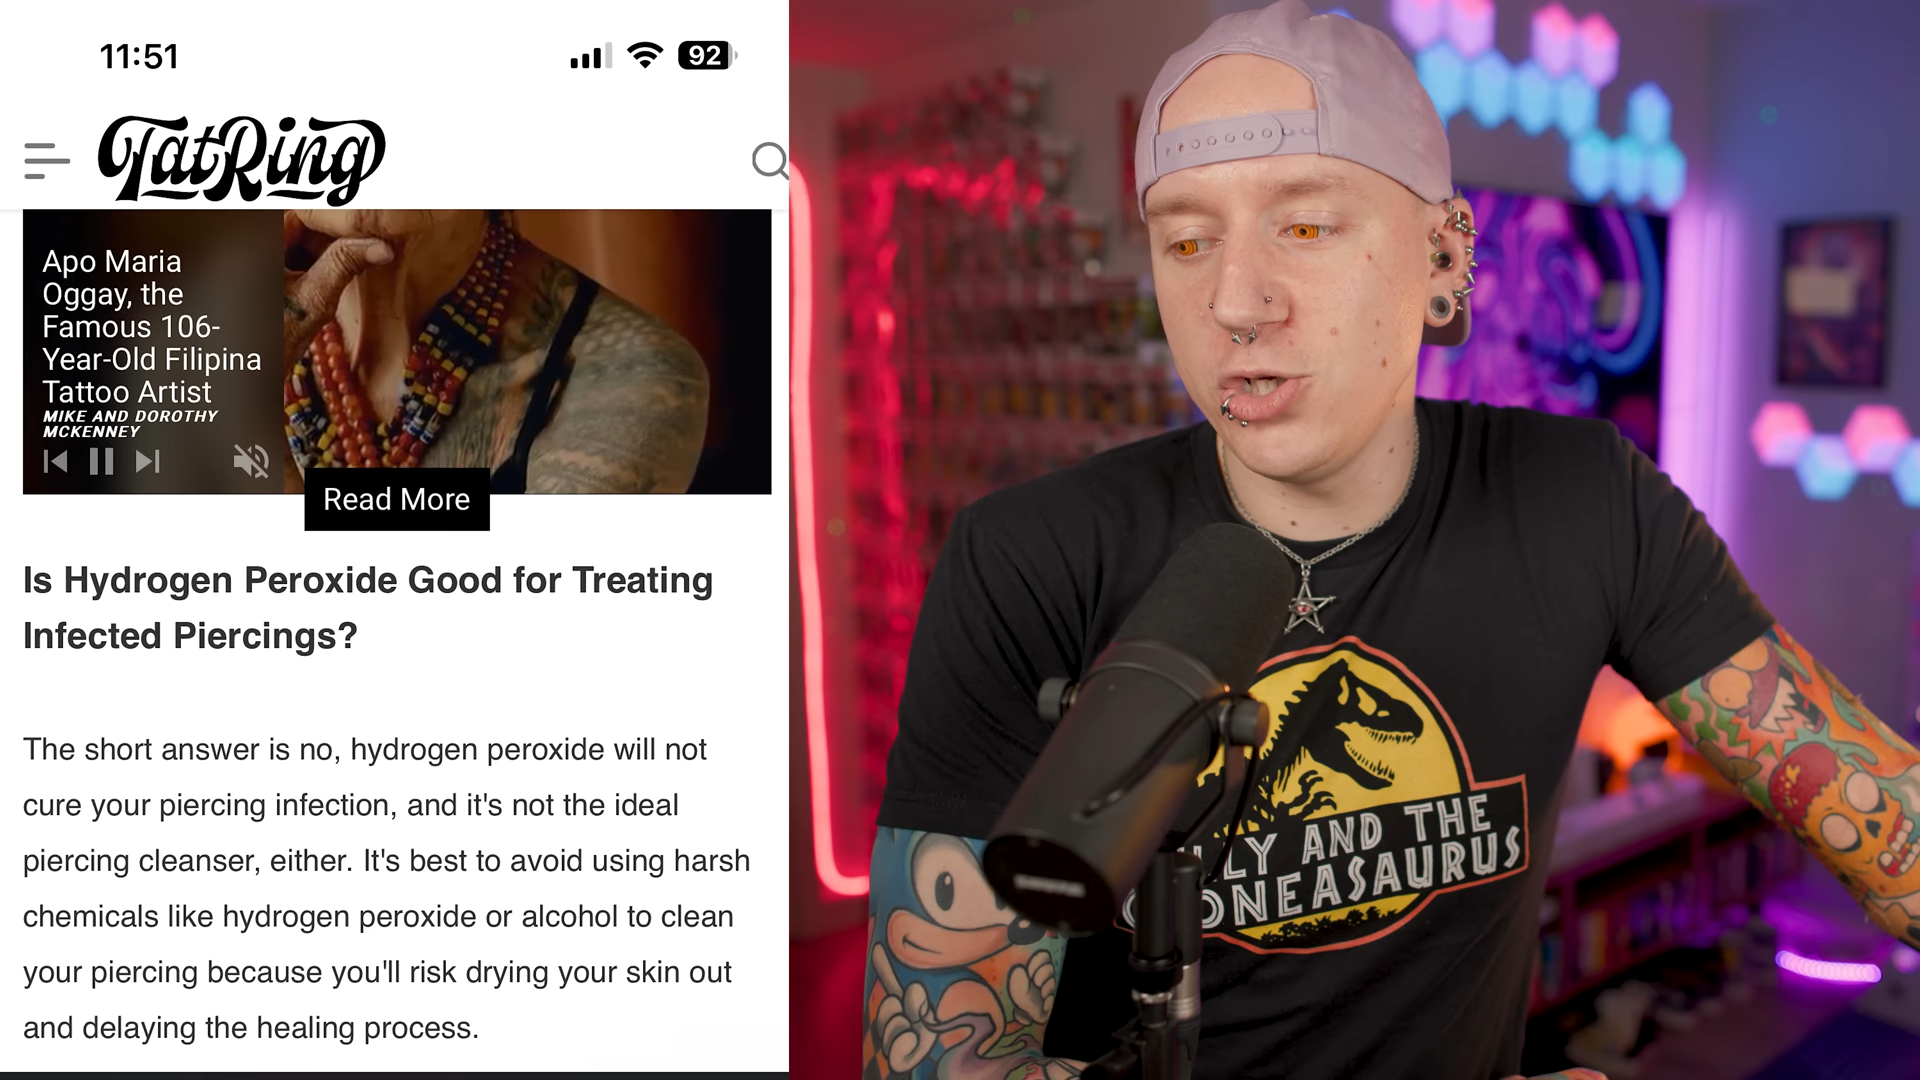 11:51
92
TatRing
Apo Maria
Oggay, the
Famous 106-
Year-Old Filipina
Tattoo Artist
MIKE AND DOROTHY
MCKENNEY
Read More
Is Hydrogen Peroxide Good for Treating
Infected Piercings?
The short answer is no, hydrogen peroxide will not
cure your piercing infection, and it's not the ideal
piercing cleanser, either. It's best to avoid using harsh
chemicals like hydrogen peroxide or alcohol to clean
your piercing because you'll risk drying your skin out
and delaying the healing process.
AND THE